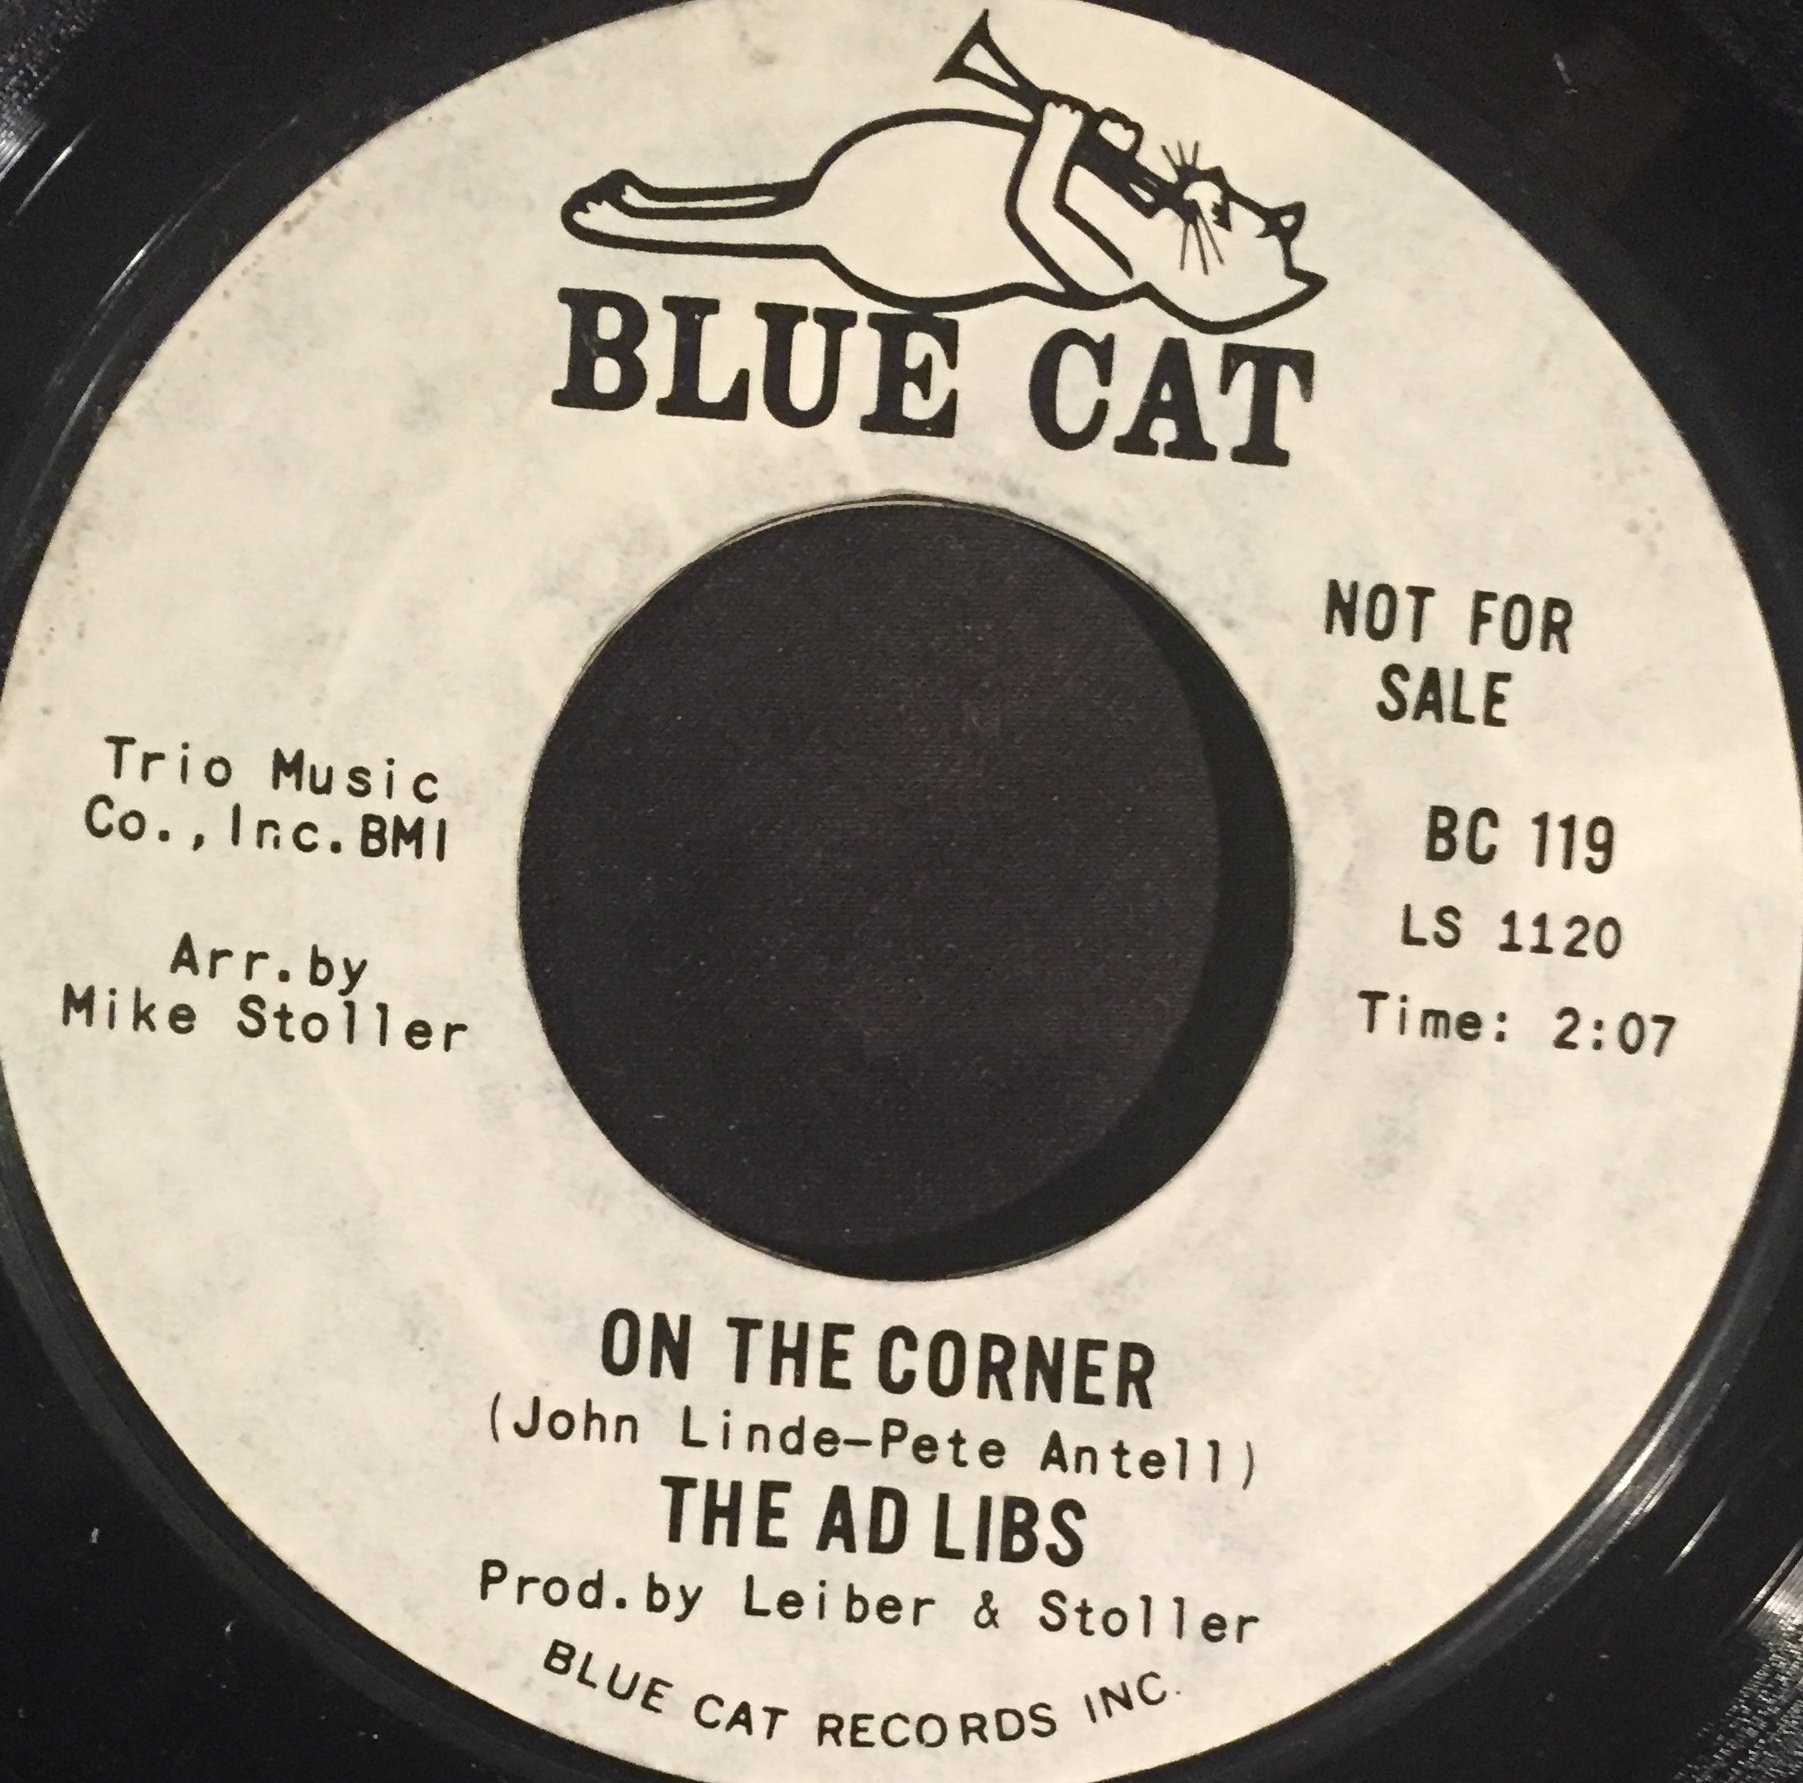 BLUE CAT
NOT FOR
SALE
Trio Music
Co.,Inc.BMI
Arr.by
Mike Stoller
BC 119
LS 1120
Time: 2:07
ON THE CORNER
(John Linde-Pete Antell)
THE AD LIBS
Prod.by Leiber & Stoller
BLUE CAT RECORDS INC.